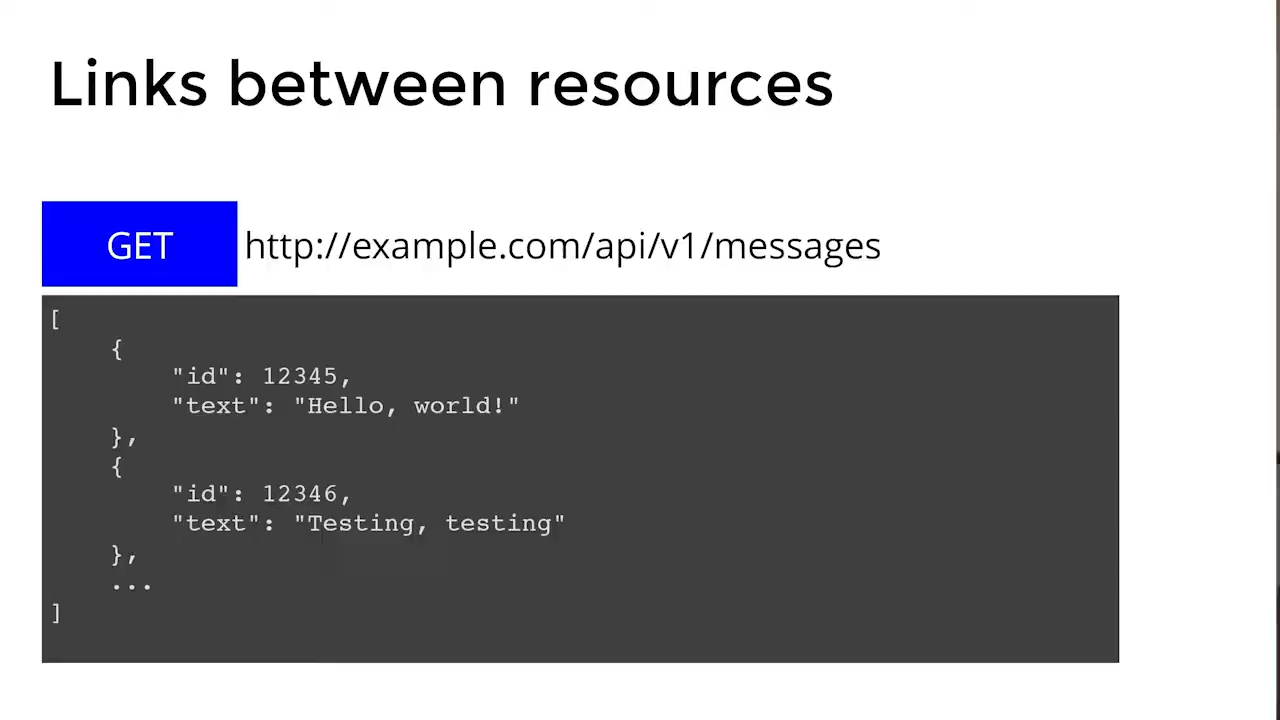 Links between resources
GET http://example.com/api/v1/messages
[
{
"id": 12345,
"text": "Hello, world!"
},
{
"id": 12346,
"text": "Testing, testing"
},
...
]